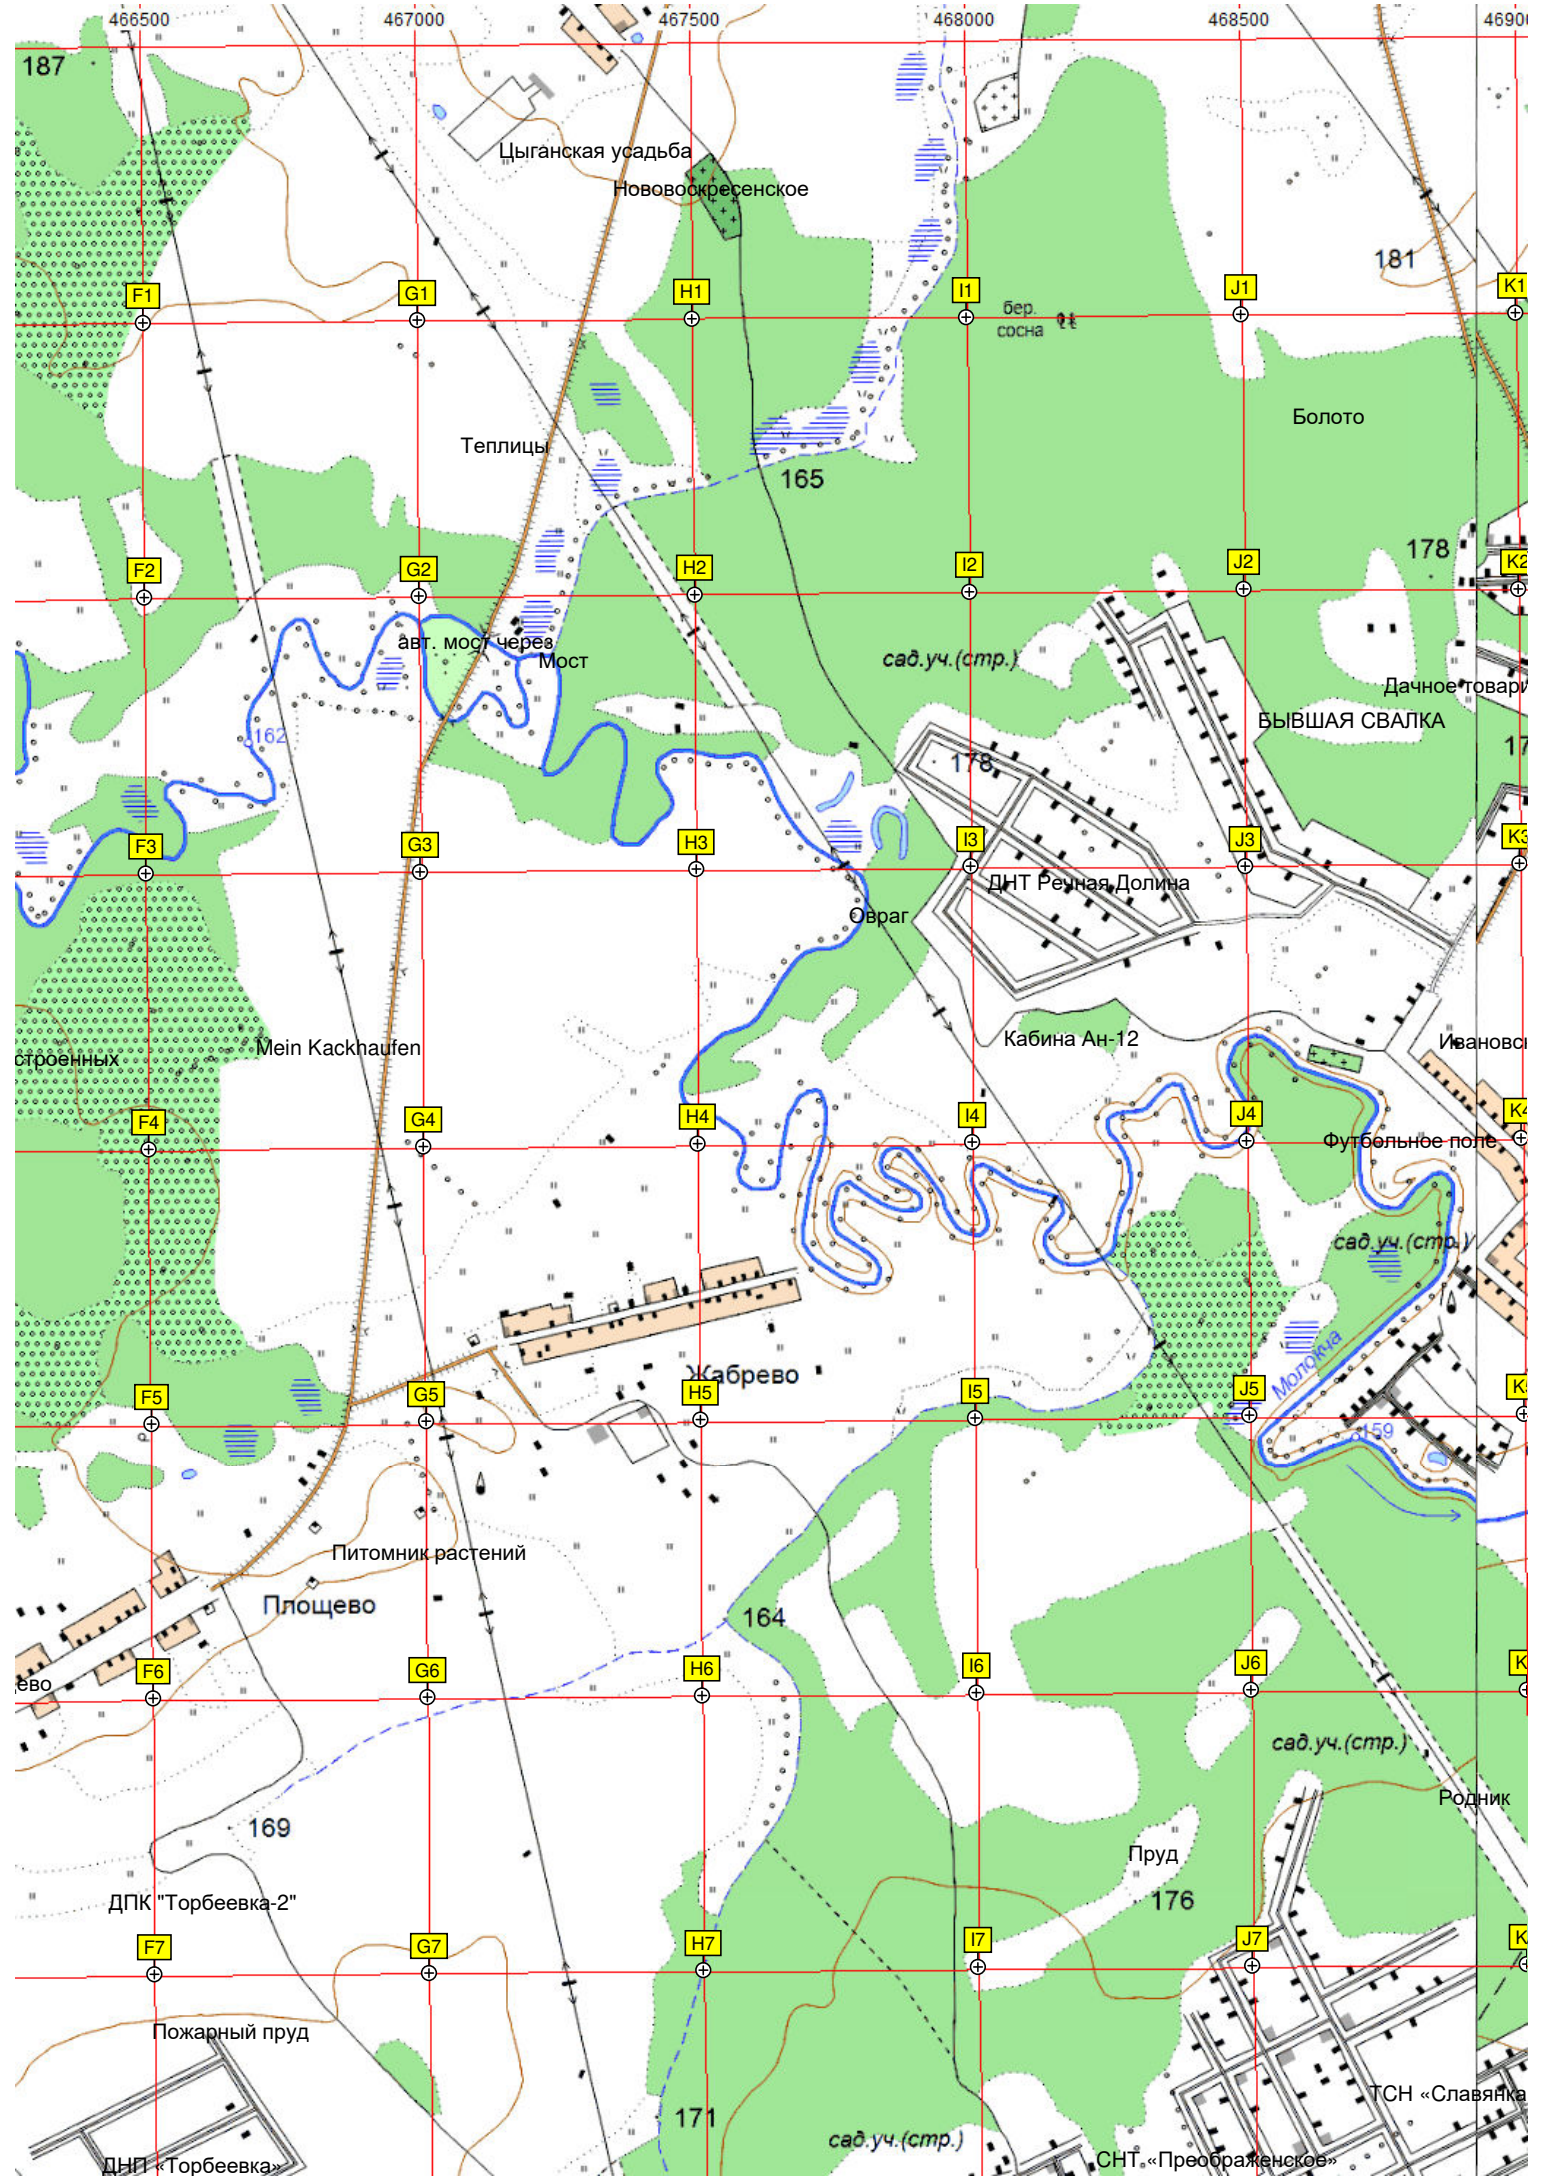 466500 467000 467500 468000 468500
187
Цыганская усадьба
Нововоскресенское
181
F1 G1 H1 I1 J1 K1
бер.
сосна
Болото
Теплицы
165
178
F2 G2 H2 I2 J2 K2
авт. мост через
Мост
сад.уч.(стр.)
Дачное товари
БЫВШАЯ СВАЛКА
162
178
17
F3 G3 H3 I3 J3 K3
ДНТ Речная Долина
Овраг
Кабина Ан-12
Mein Kackhaufen
строенных
Ивановс
F4 G4 H4 I4 J4 K4
Футбольное поле
сад.уч.(стр.)
Молокча
Жабрево
F5 G5 H5 I5 J5
159
Питомник растений
Площево
164
ево
F6 G6 H6 I6 J6 K
сад.уч.(стр.)
Родник
169
Пруд
176
ДПК "Торбеевка-2"
F7 G7 H7 I7 J7 K
Пожарный пруд
171
ТСН «Славянка
сад.уч.(стр.)
СНТ «Преображенское»
ДНП «Торбеевка»